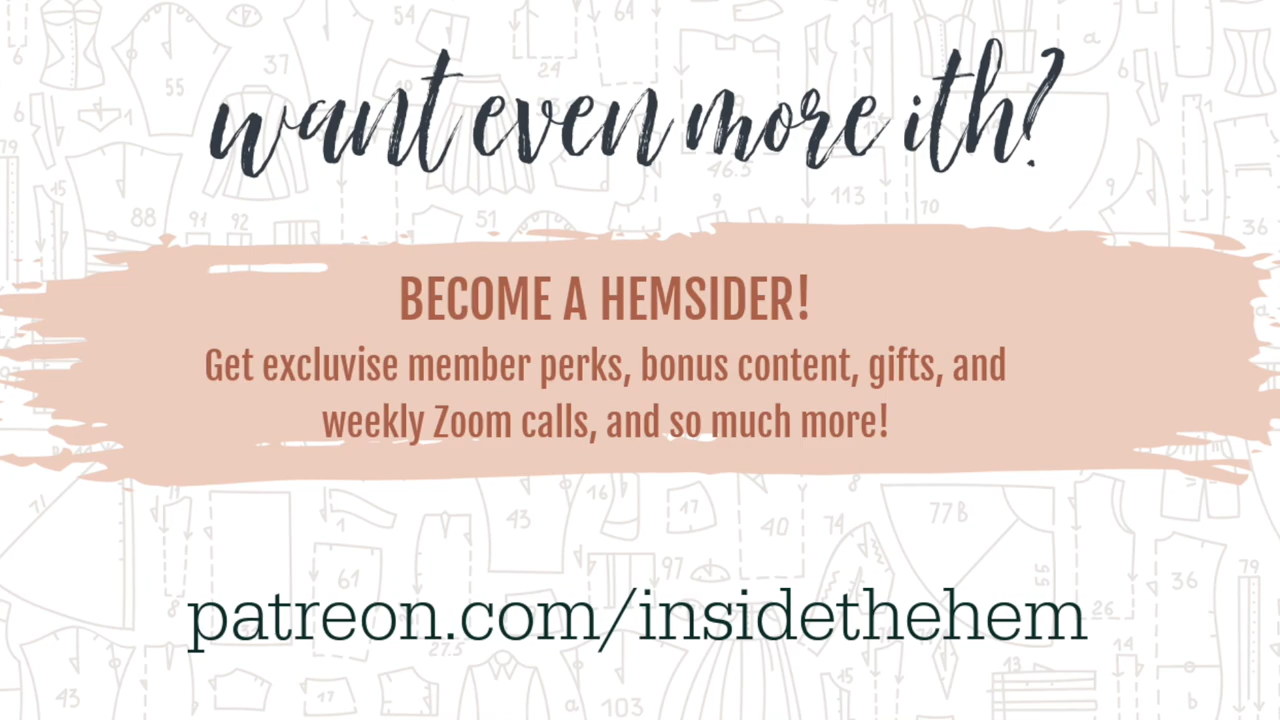 want even more ith?
BECOME A HEMSIDER!
Get excluvise member perks, bonus content, gifts, and
weekly Zoom calls, and so much more!
patreon.com/insidethehem